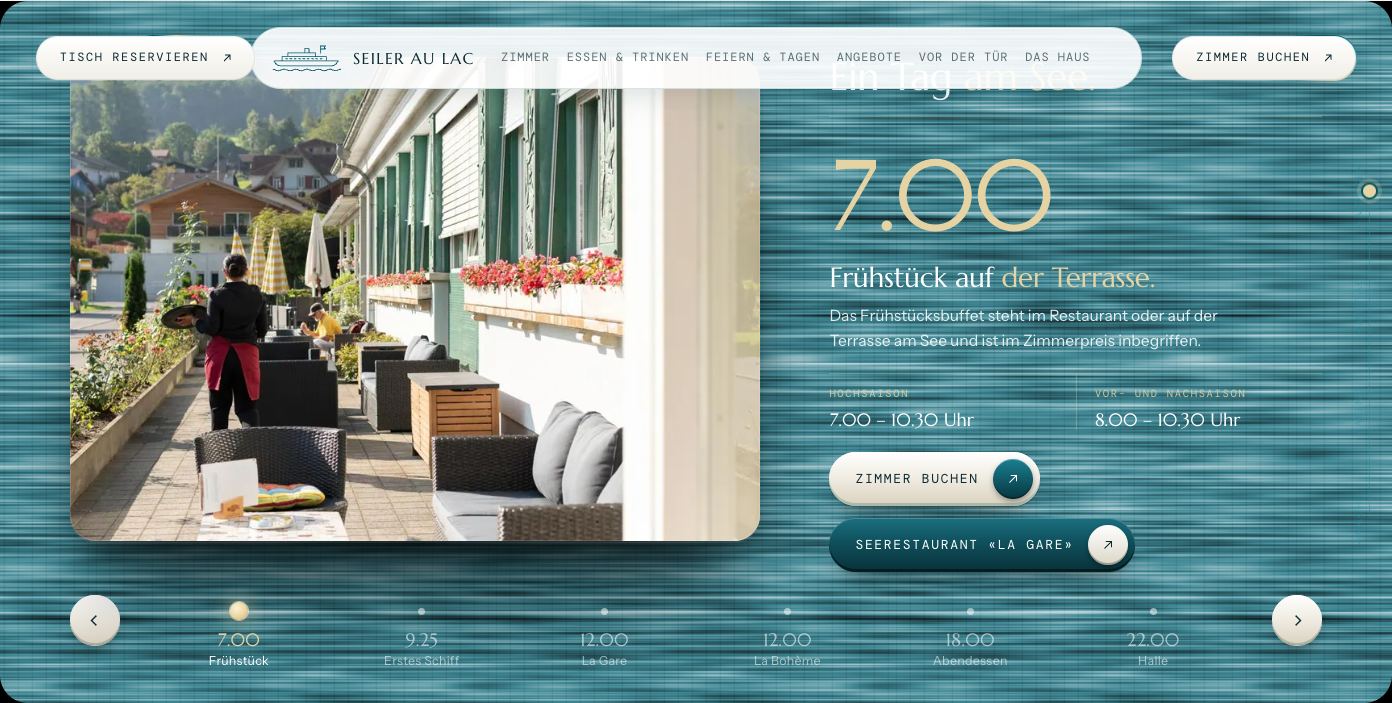 TISCH RESERVIEREN
SEILER AU LAC
ZIMMER ESSEN & TRINKEN FEIERN & TAGEN ANGEBOTE VOR DER TÜR DAS HAUS
ZIMMER BUCHEN
Ein Tag am See.
7.00
Frühstück auf der Terrasse.
Das Frühstücksbuffet steht im Restaurant oder auf der
Terrasse am See und ist im Zimmerpreis inbegriffen.
HOCHSAISON VOR- UND NACHSAISON
7.00 – 10.30 Uhr 8.00 – 10.30 Uhr
ZIMMER BUCHEN
SEERESTAURANT «LA GARE»
7.00 9.25 12.00 12.00 18.00 22.00
Frühstück Erstes Schiff La Gare La Bohème Abendessen Halle